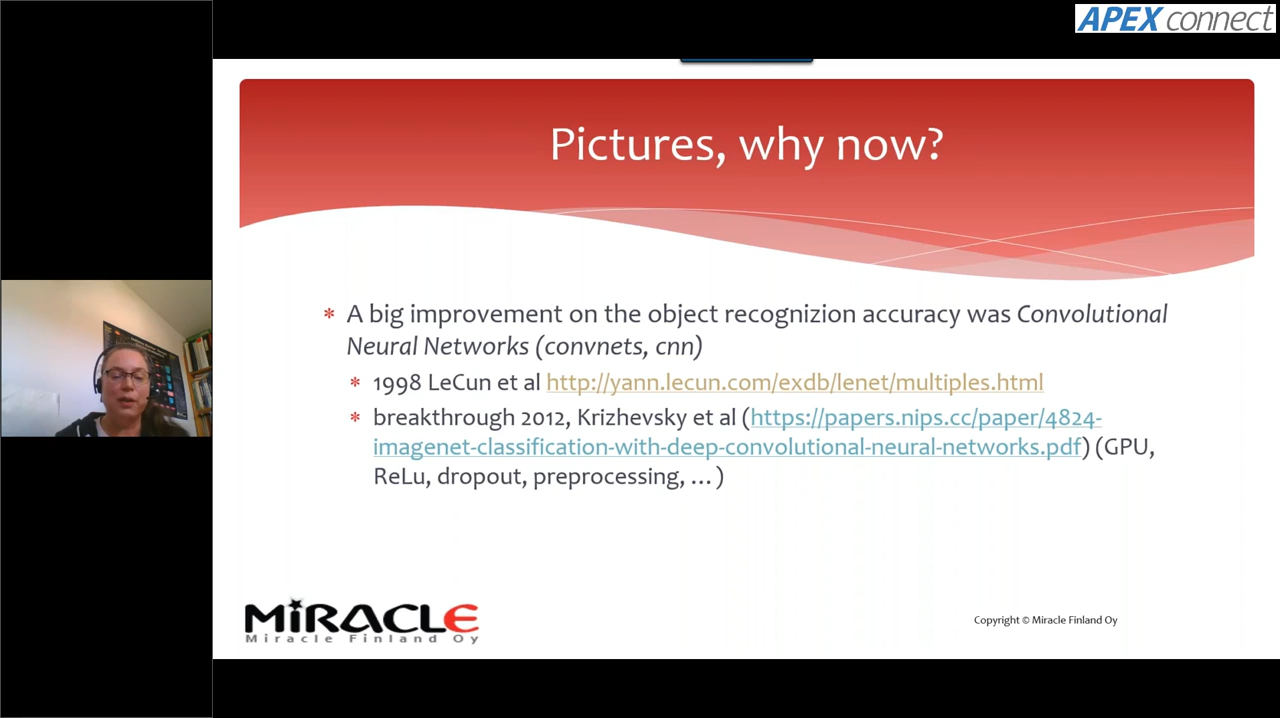 APEX connect
Pictures, why now?
* A big improvement on the object recognizion accuracy was Convolutional
Neural Networks (convnets, cnn)
* 1998 LeCun et al http://yann.lecun.com/exdb/lenet/multiples.html
* breakthrough 2012, Krizhevsky et al (https://papers.nips.cc/paper/4824-
imagenet-classification-with-deep-convolutional-neural-networks.pdf) (GPU,
ReLu, dropout, preprocessing, … )
MiRACLE
Miracle Finland Oy
Copyright © Miracle Finland Oy